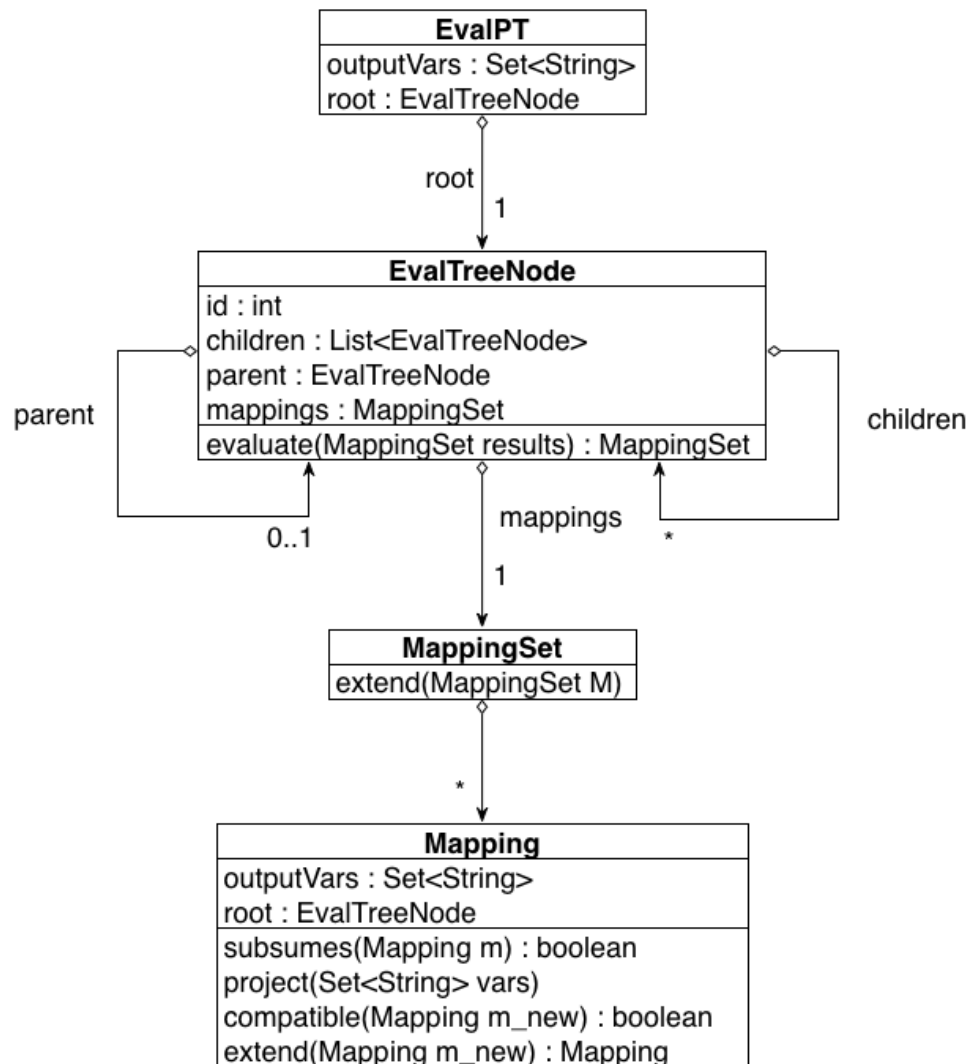 EvalPT
outputVars : Set<String>
root : EvalTreeNode
root
1
EvalTreeNode
id : int
children : List<EvalTreeNode>
parent : EvalTreeNode
mappings : MappingSet
evaluate(MappingSet results) : MappingSet
parent
children
0..1
*
mappings
1
MappingSet
extend(MappingSet M)
*
Mapping
outputVars : Set<String>
root : EvalTreeNode
subsumes(Mapping m) : boolean
project(Set<String> vars)
compatible(Mapping m_new) : boolean
extend(Mapping m_new) : Mapping